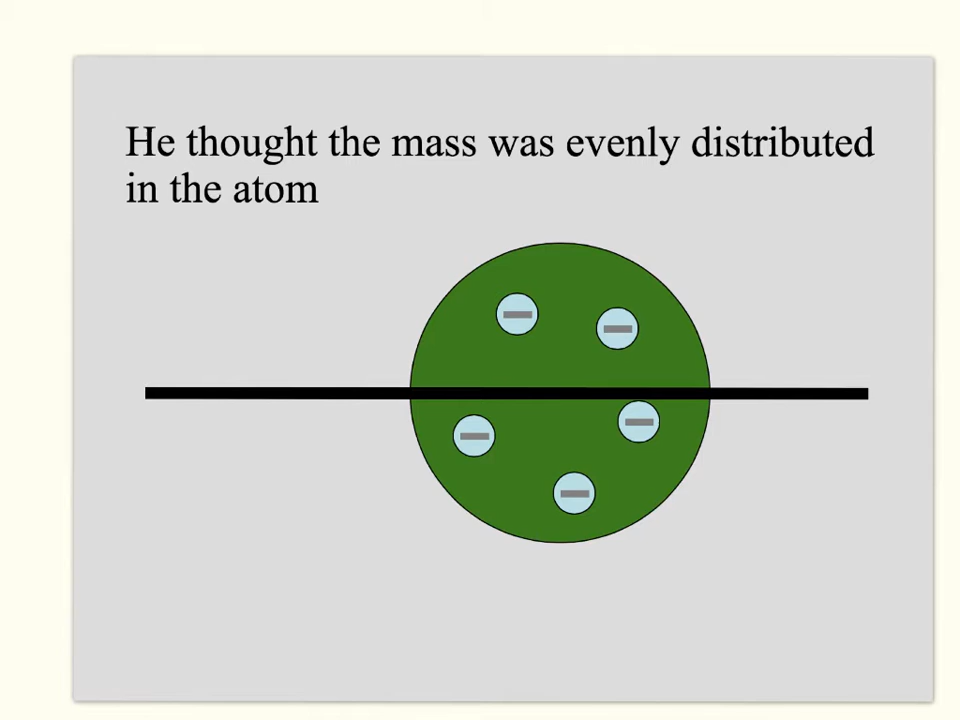 He thought the mass was evenly distributed
in the atom